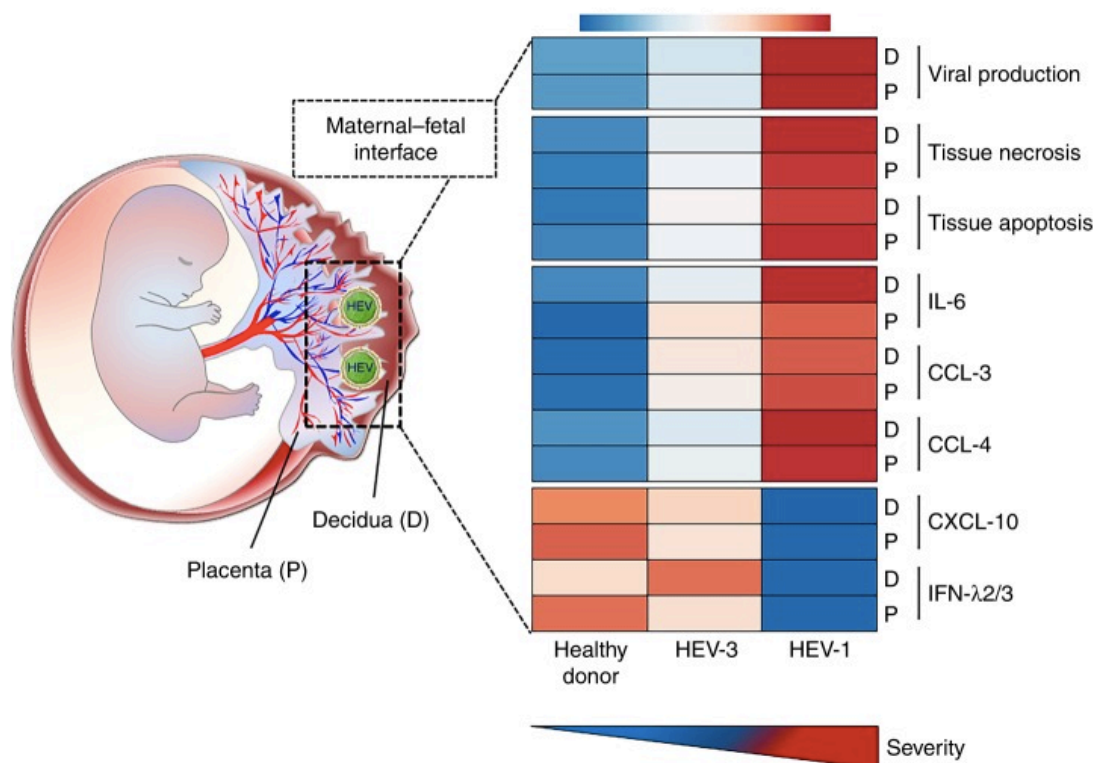 Maternal–fetal
interface
HEV
HEV
Decidua (D)
Placenta (P)
D
P
Viral production
D
P
Tissue necrosis
D
P
Tissue apoptosis
D
P
IL-6
D
P
CCL-3
D
P
CCL-4
D
P
CXCL-10
D
P
IFN-λ2/3
Healthy
donor
HEV-3
HEV-1
Severity